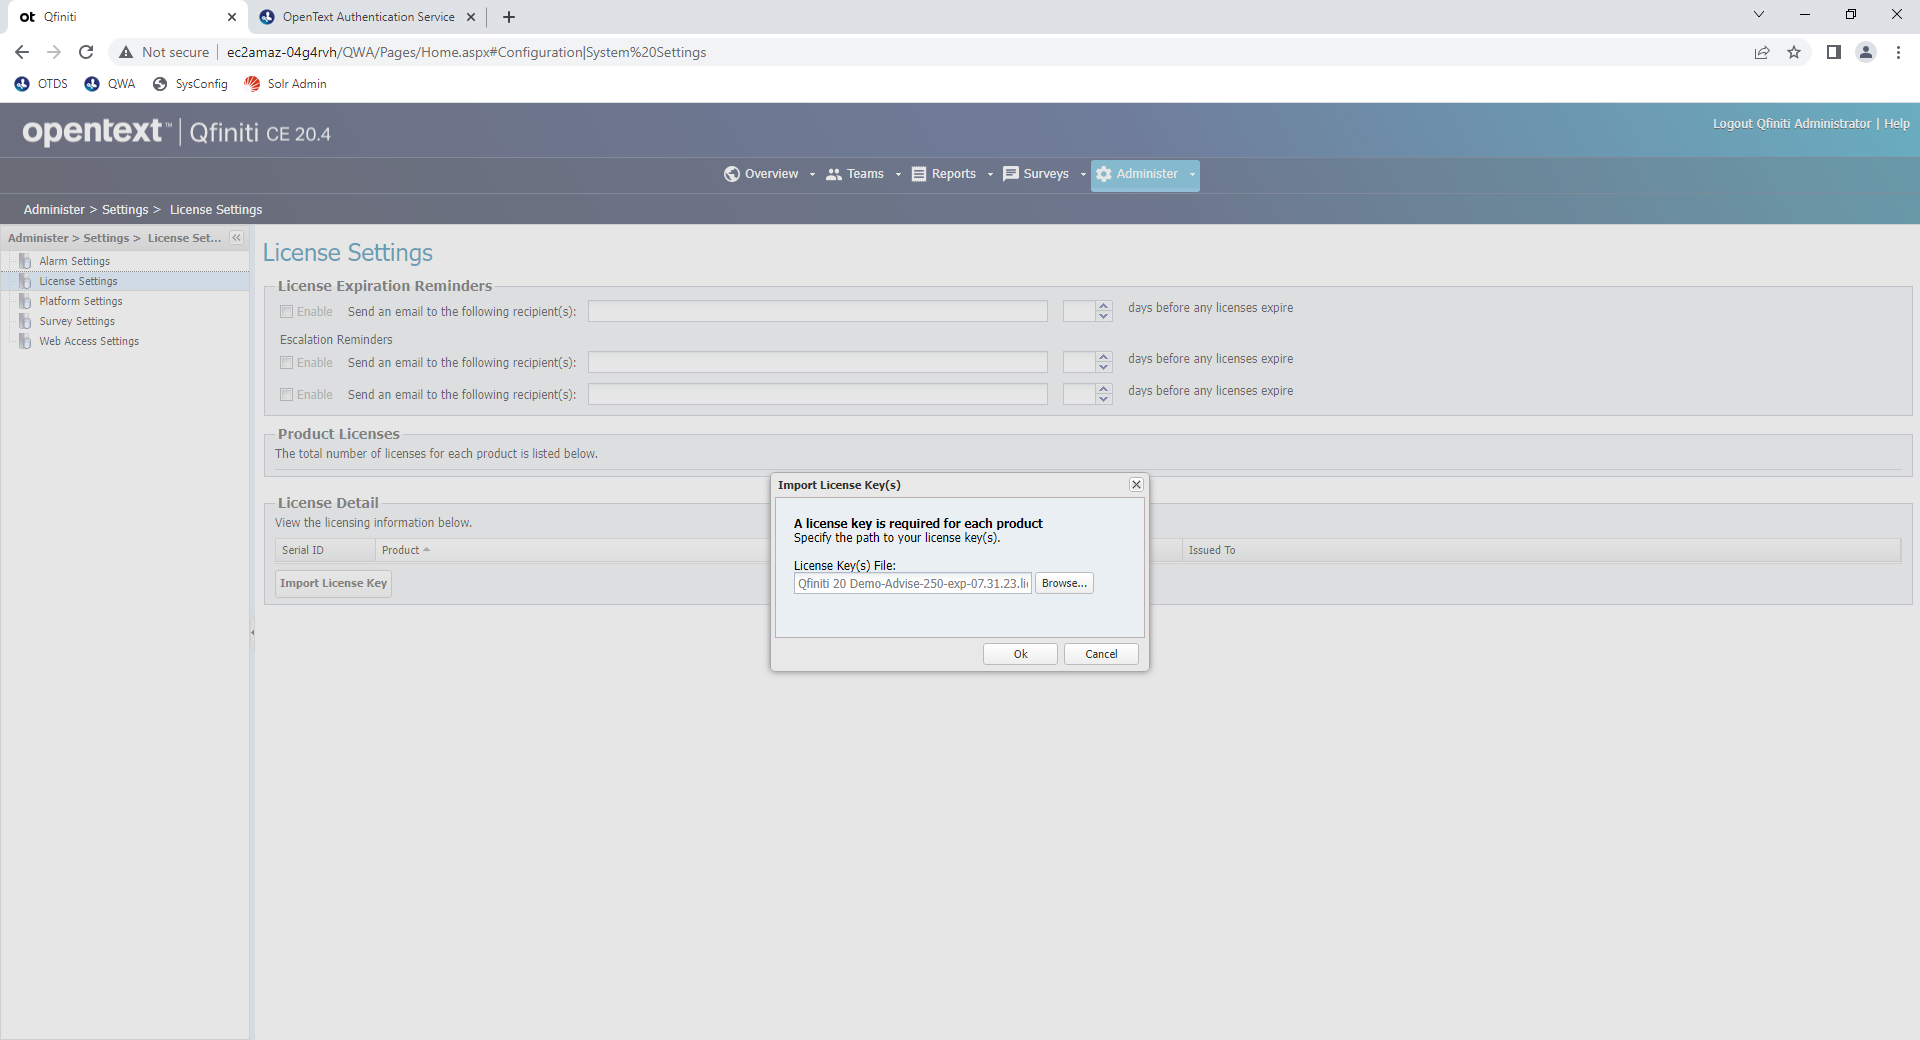 ot Qfiniti
OpenText Authentication Service
Not secure
ec2amaz-04g4rvh/QWA/Pages/Home.aspx#Configuration|System%20Settings
OTDS QWA SysConfig Solr Admin
opentext™ | Qfiniti CE 20.4
Logout Qfiniti Administrator | Help
Overview Teams Reports Surveys Administer
Administer > Settings > License Settings
Administer > Settings > License Set...
Alarm Settings
License Settings
Platform Settings
Survey Settings
Web Access Settings
License Settings
License Expiration Reminders
Enable Send an email to the following recipient(s): days before any licenses expire
Escalation Reminders
Enable Send an email to the following recipient(s): days before any licenses expire
Enable Send an email to the following recipient(s): days before any licenses expire
Product Licenses
The total number of licenses for each product is listed below.
License Detail
View the licensing information below.
Serial ID Product Issued To
Import License Key
Import License Key(s)
A license key is required for each product
Specify the path to your license key(s).
License Key(s) File:
Qfiniti 20 Demo-Advise-250-exp-07.31.23.li
Browse...
Ok Cancel